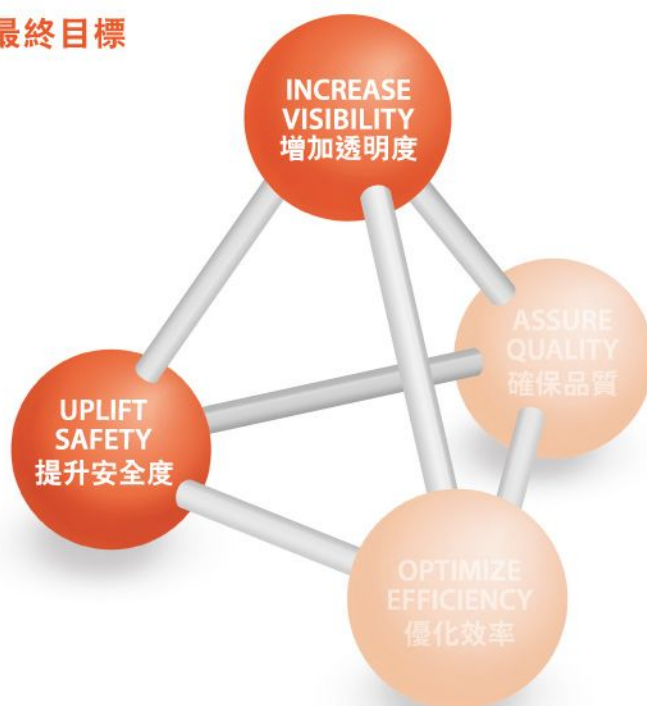 最終目標
INCREASE
VISIBILITY
增加透明度
ASSURE
QUALITY
確保品質
UPLIFT
SAFETY
提升安全度
OPTIMIZE
EFFICIENCY
優化效率